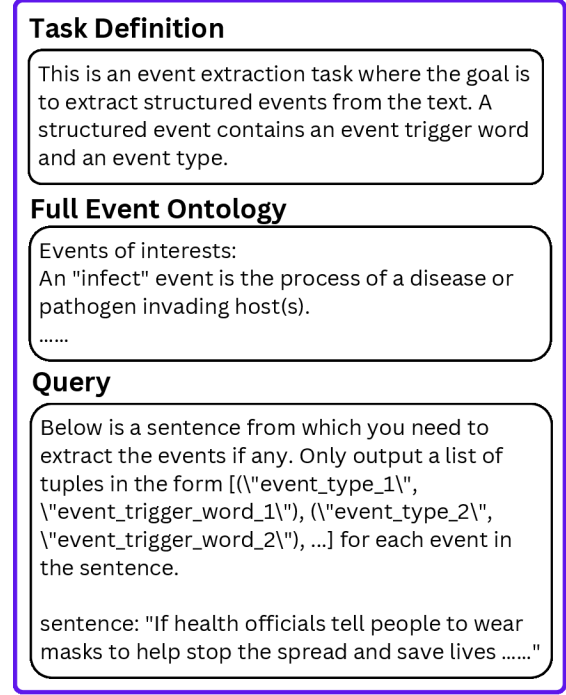 Task Definition
This is an event extraction task where the goal is
to extract structured events from the text. A
structured event contains an event trigger word
and an event type.
Full Event Ontology
Events of interests:
An "infect" event is the process of a disease or
pathogen invading host(s).
......
Query
Below is a sentence from which you need to
extract the events if any. Only output a list of
tuples in the form [(\"event_type_1\",
\"event_trigger_word_1\"), (\"event_type_2\",
\"event_trigger_word_2\"), ...] for each event in
the sentence.
sentence: "If health officials tell people to wear
masks to help stop the spread and save lives ......"